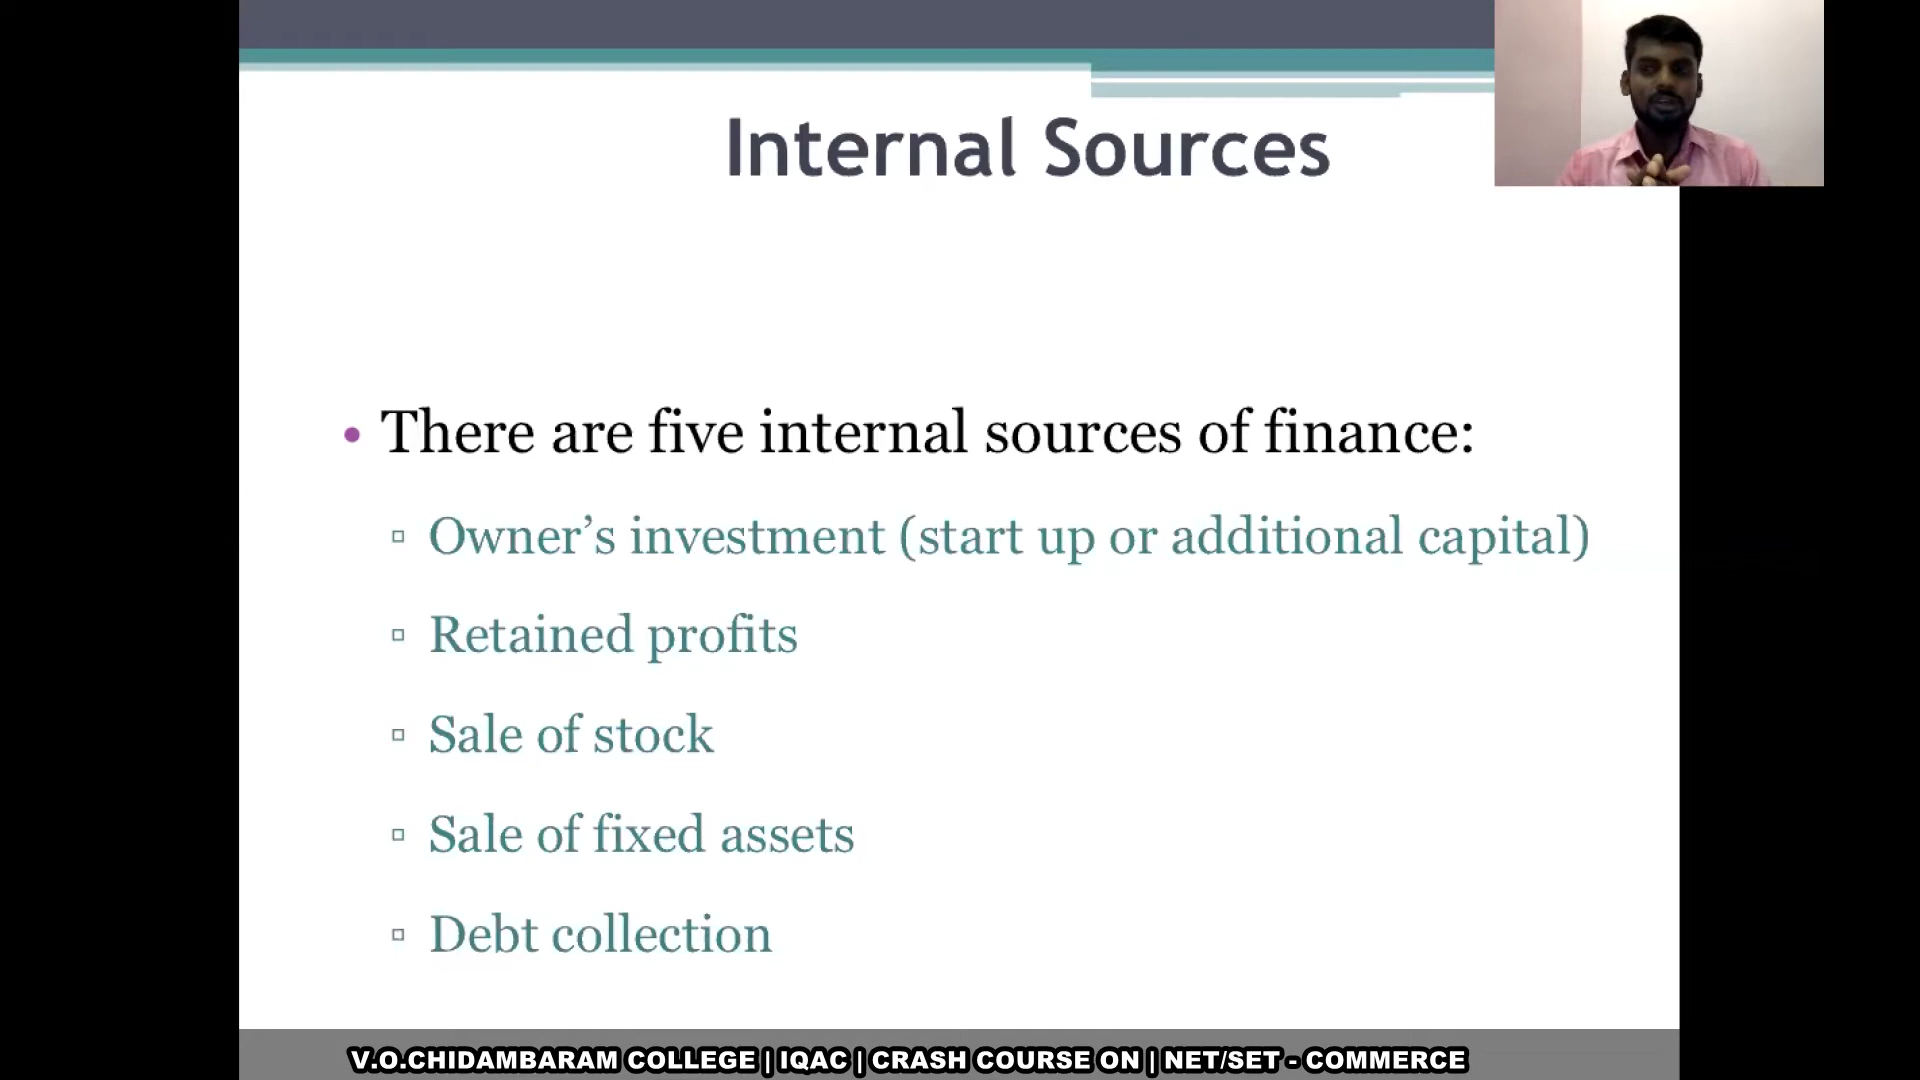 Internal Sources
• There are five internal sources of finance:
▫ Owner’s investment (start up or additional capital)
▫ Retained profits
▫ Sale of stock
▫ Sale of fixed assets
▫ Debt collection
V.O.CHIDAMBARAM COLLEGE | IQAC | CRASH COURSE ON | NET/SET - COMMERCE